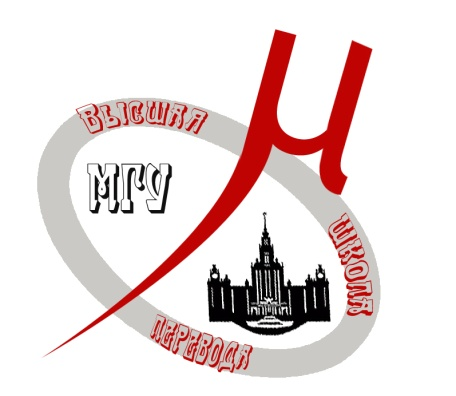 Высшая
школа
перевода
МГУ
µ